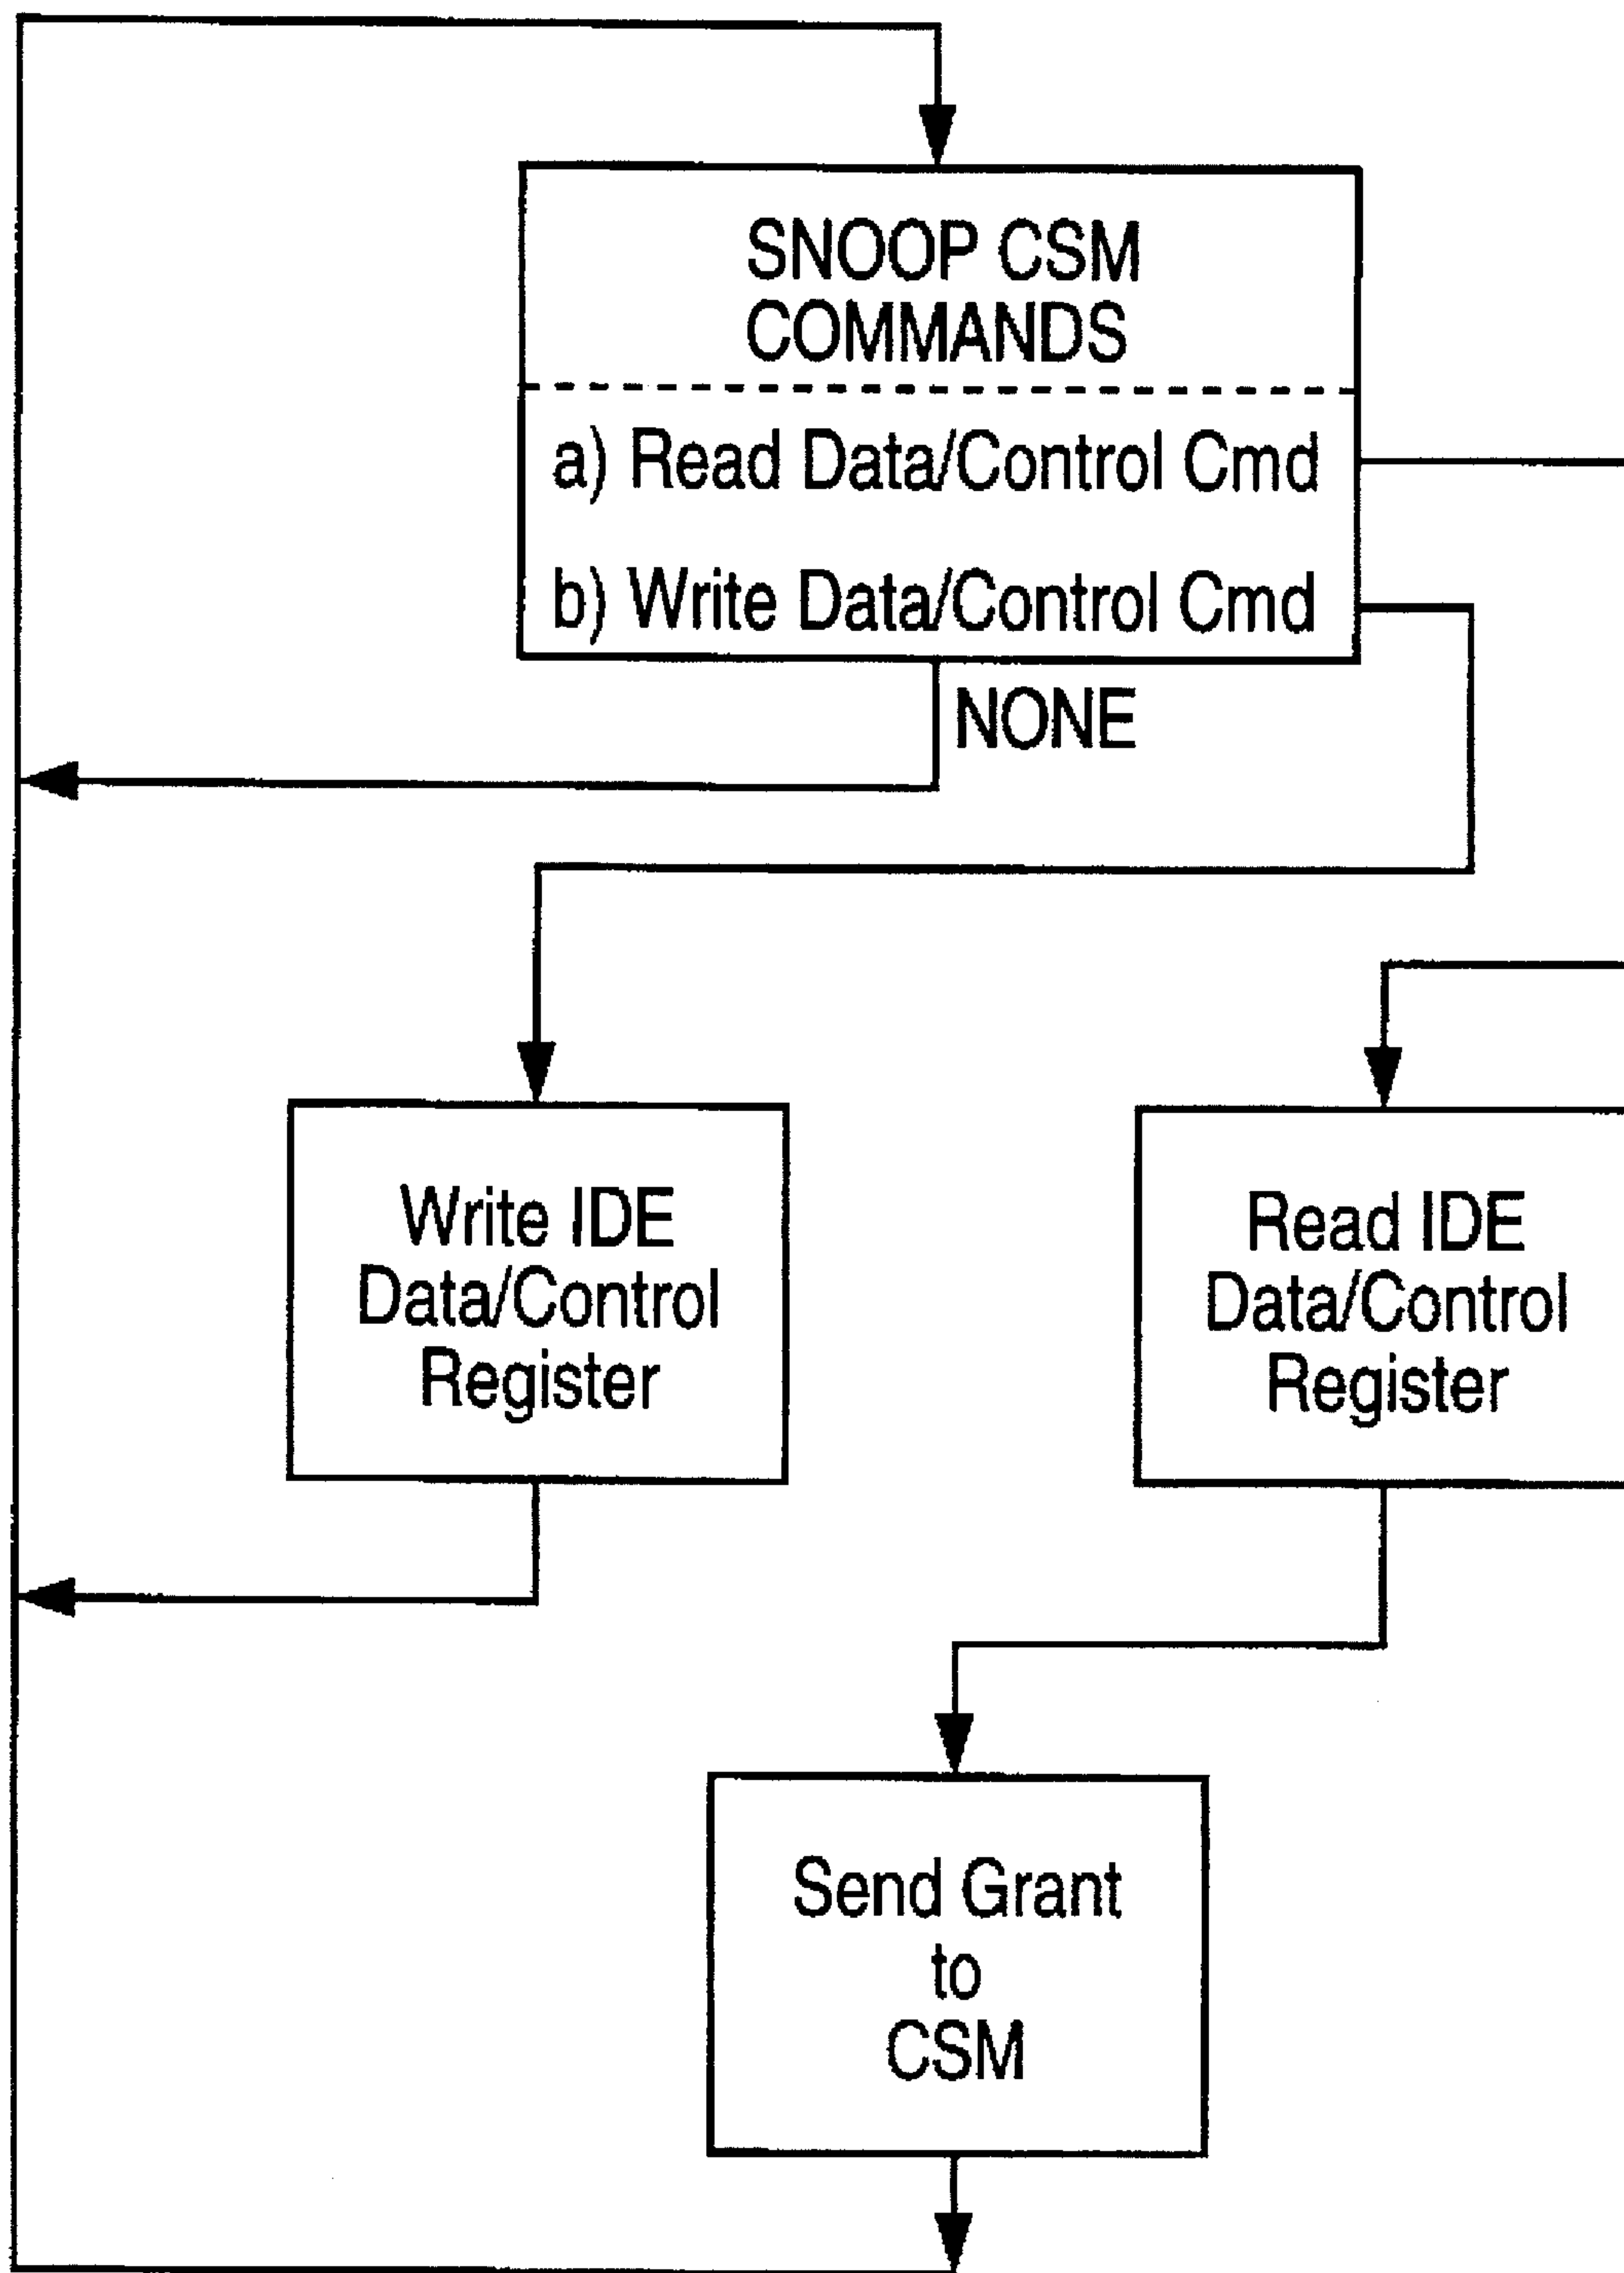 SNOOP CSM
COMMANDS
a) Read Data/Control Cmd
b) Write Data/Control Cmd
NONE
Write IDE
Data/Control
Register
Read IDE
Data/Control
Register
Send Grant
to
CSM